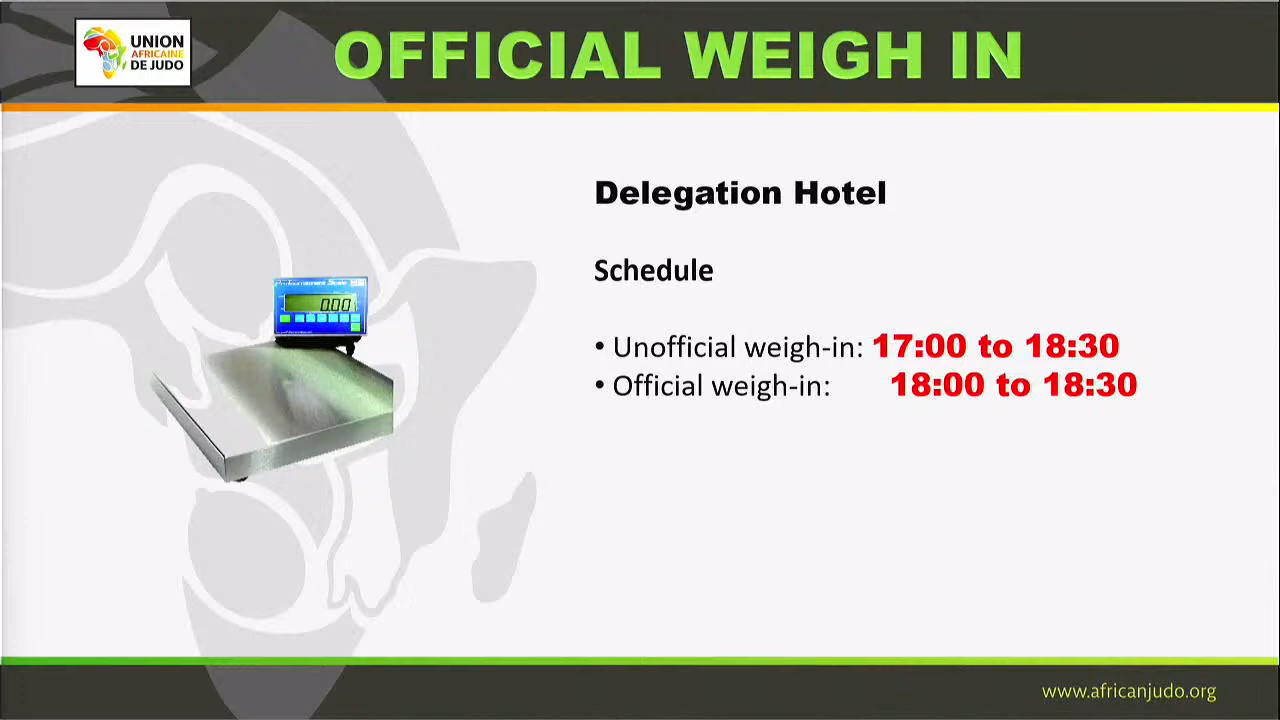 UNION
AFRICAINE
DE JUDO
OFFICIAL WEIGH IN
Delegation Hotel
Schedule
• Unofficial weigh-in: 17:00 to 18:30
• Official weigh-in: 18:00 to 18:30
0.00
www.africanjudo.org